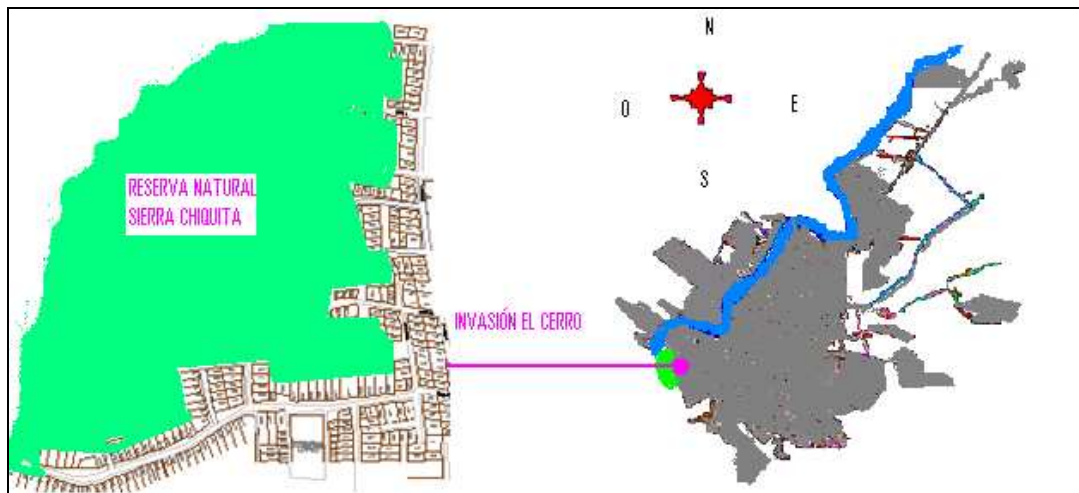 RESERVA NATURAL
SIERRA CHIQUITA
INVASIÓN EL CERRO
N
O
E
S